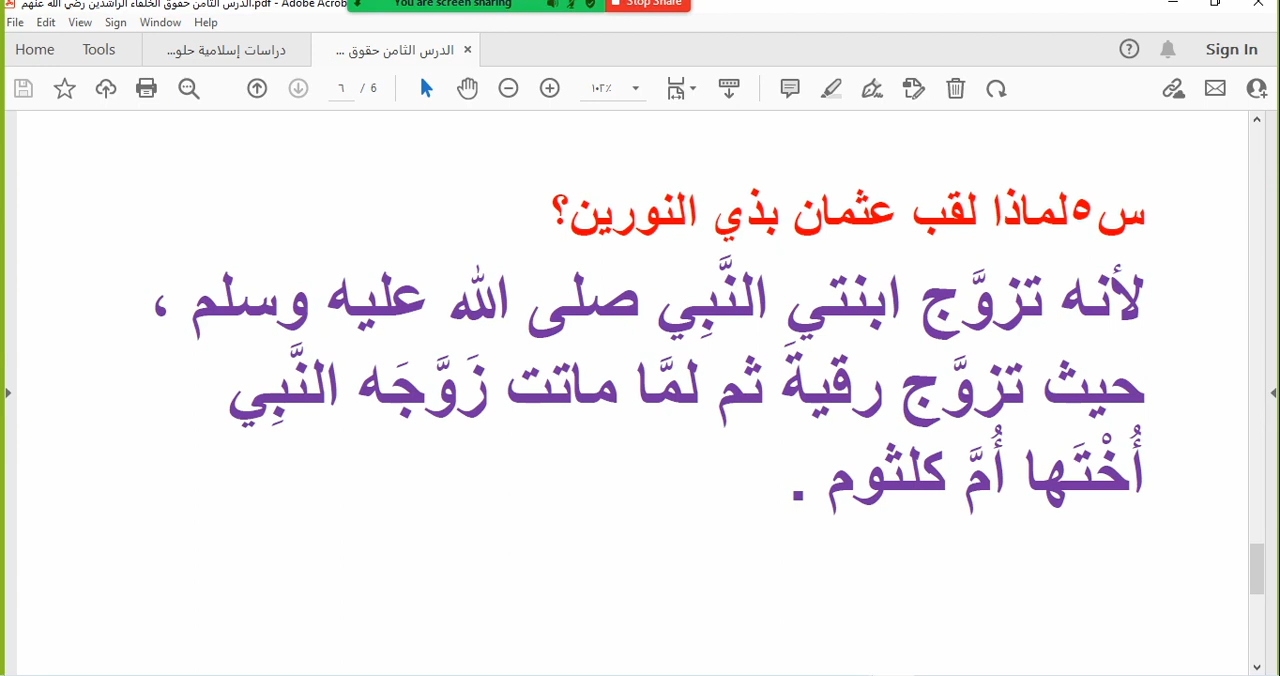 الدرس الثامن حقوق الخلفاء الراشدين رضي الله عنهم.pdf - Adobe Acrob
You are screen sharing
Stop Share
File Edit View Sign Window Help
Home Tools دراسات إسلامية حلو... الدرس الثامن حقوق ... × Sign In
٦ / 6 ١٠٢٪
س٥لماذا لقب عثمان بذي النورين؟
لأنه تزوَّج ابنتي النَّبِي صلى الله عليه وسلم ،
حيث تزوَّج رقيةَ ثم لمَّا ماتت زَوَّجَه النَّبِي
أُخْتَها أُمَّ كلثوم .